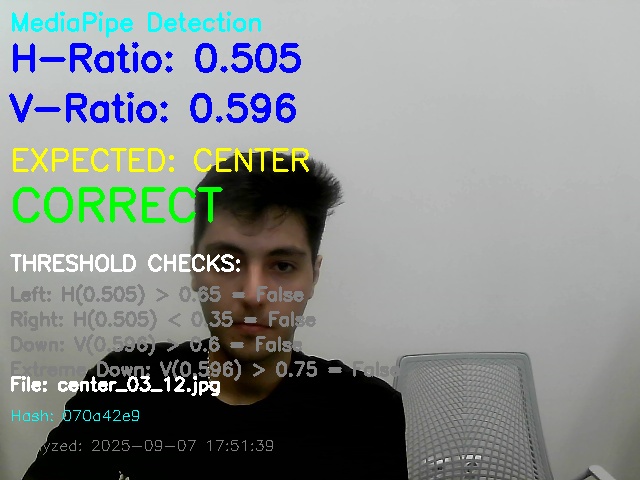 MediaPipe Detection
H-Ratio: 0.505
V-Ratio: 0.596
EXPECTED: CENTER
CORRECT
THRESHOLD CHECKS:
Left: H(0.505) > 0.65 = False
Right: H(0.505) < 0.35 = False
Down: V(0.596) > 0.6 = False
Extreme Down: V(0.596) > 0.75 = False
File: center_03_12.jpg
Hash: 070a42e9
yzed: 2025-09-07 17:51:39